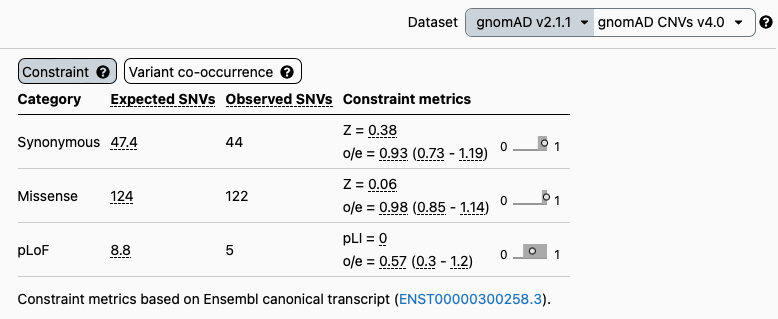 Dataset gnomAD v2.1.1 gnomAD CNVs v4.0 ?
Constraint ? Variant co-occurrence ?
Category Expected SNVs Observed SNVs Constraint metrics
Synonymous 47.4 44 Z = 0.38
o/e = 0.93 (0.73 - 1.19) 0 1
Missense 124 122 Z = 0.06
o/e = 0.98 (0.85 - 1.14) 0 1
pLoF 8.8 5 pLI = 0
o/e = 0.57 (0.3 - 1.2) 0 1
Constraint metrics based on Ensembl canonical transcript (ENST00000300258.3).